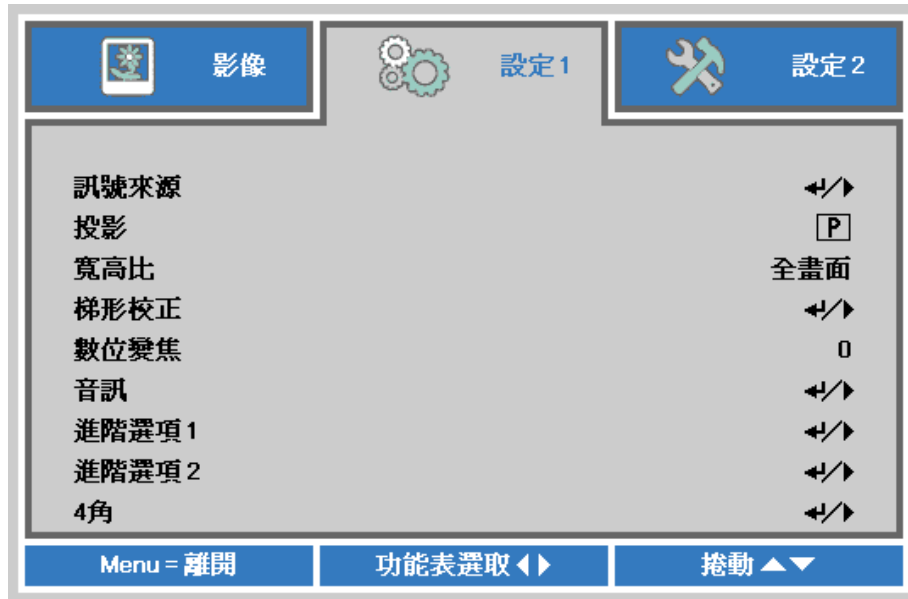 影像
設定1
設定2
訊號來源
投影 P
寬高比 全畫面
梯形校正
數位變焦 0
音訊
進階選項1
進階選項2
4角
Menu = 離開
功能表選取
捲動